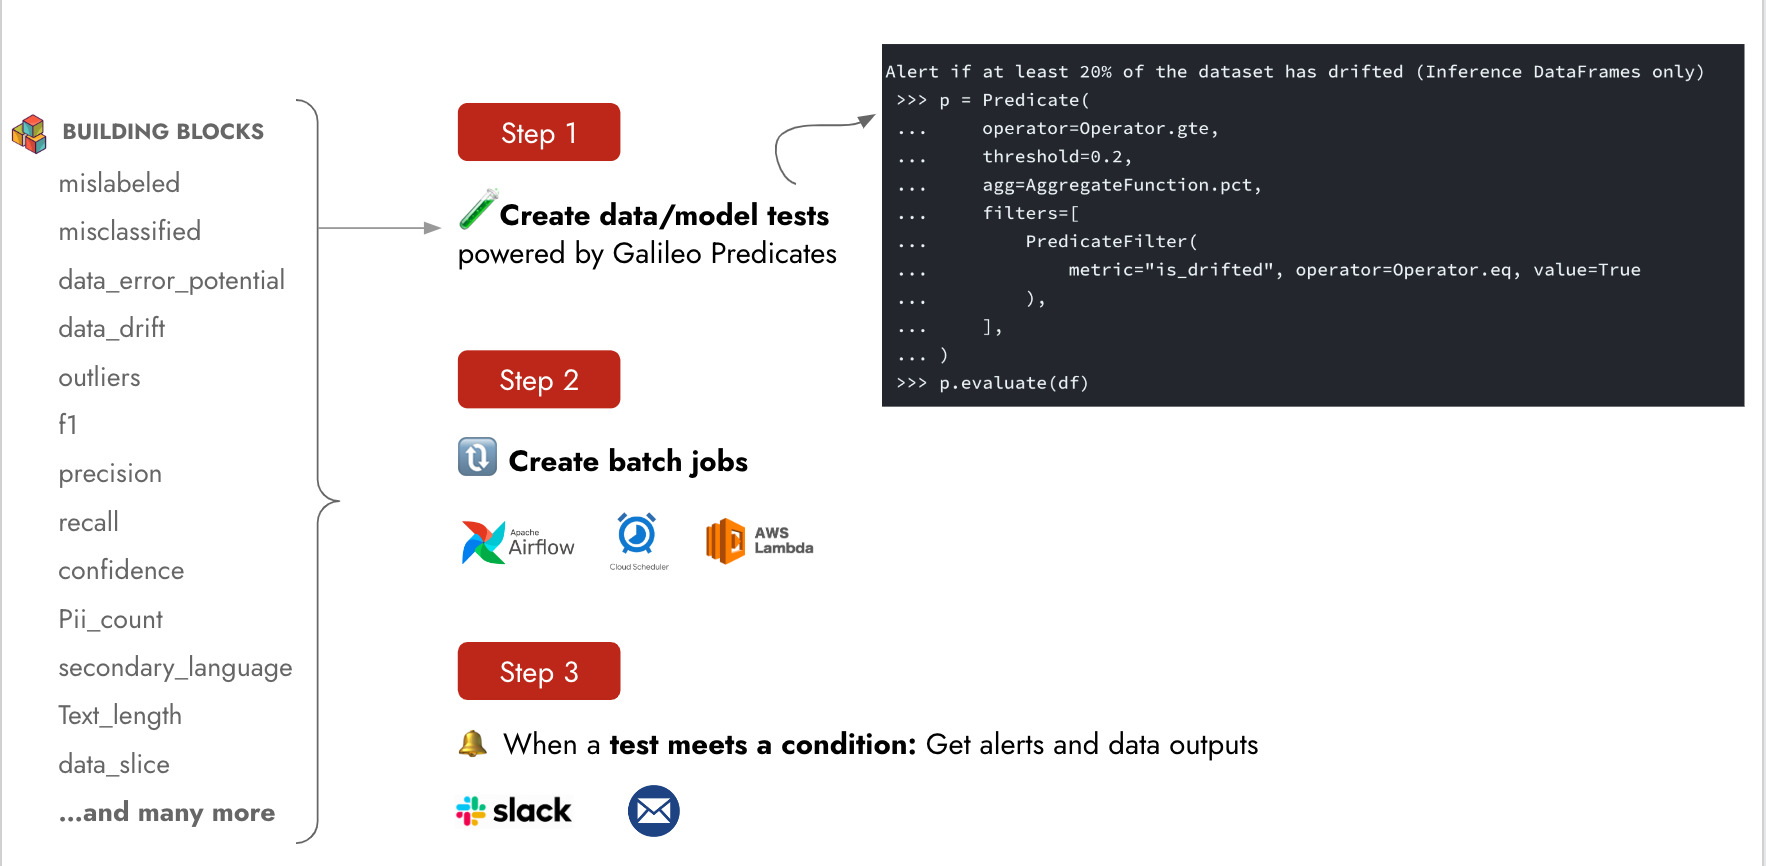 BUILDING BLOCKS
mislabeled
misclassified
data_error_potential
data_drift
outliers
f1
precision
recall
confidence
Pii_count
secondary_language
Text_length
data_slice
...and many more
Step 1
Create data/model tests
powered by Galileo Predicates
Alert if at least 20% of the dataset has drifted (Inference DataFrames only)
>>> p = Predicate(
...     operator=Operator.gte,
...     threshold=0.2,
...     agg=AggregateFunction.pct,
...     filters=[
...         PredicateFilter(
...             metric="is_drifted", operator=Operator.eq, value=True
...         ),
...     ],
... )
>>> p.evaluate(df)
Step 2
Create batch jobs
Apache
Airflow
Cloud Scheduler
AWS
Lambda
Step 3
When a test meets a condition: Get alerts and data outputs
slack